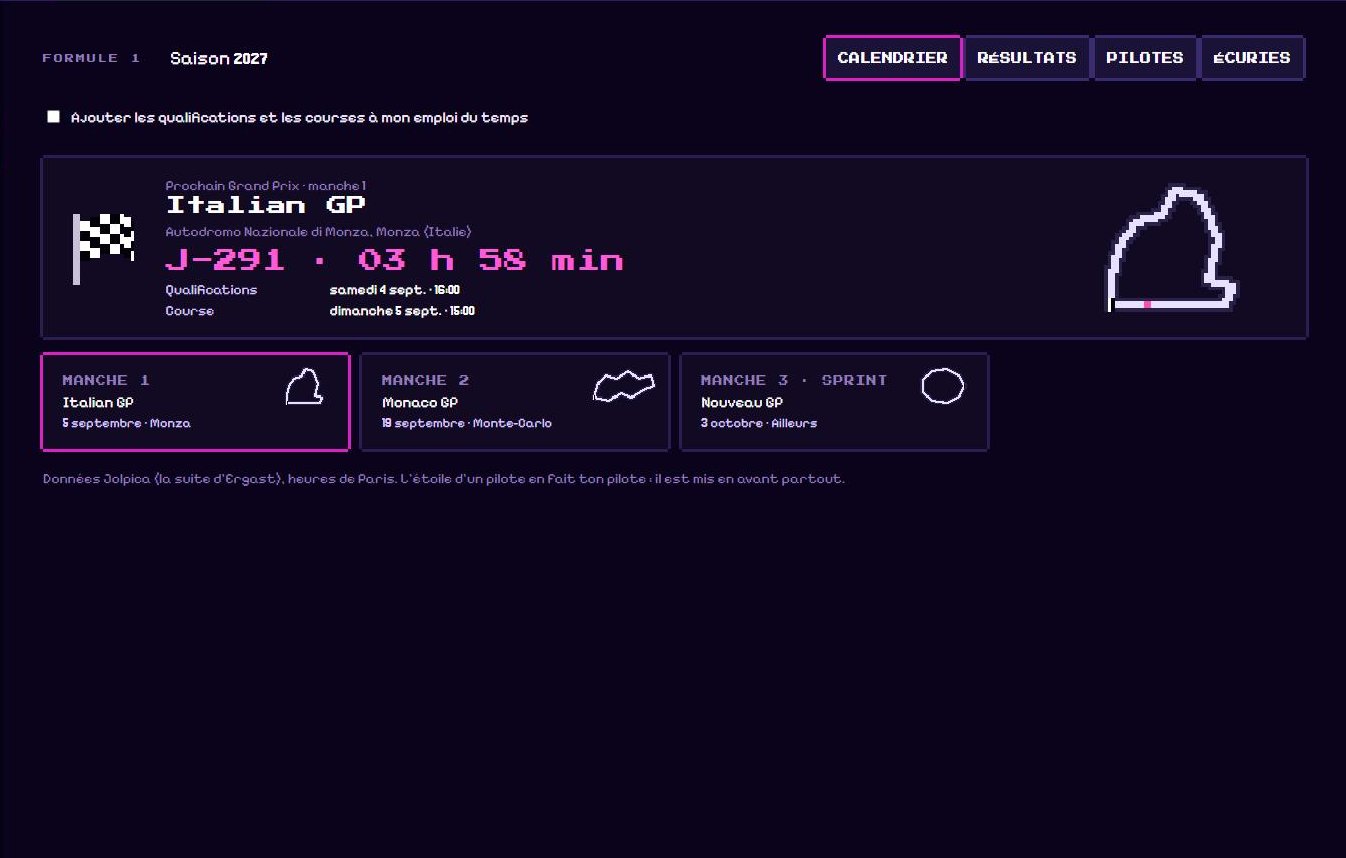 FORMULE 1 Saison 2027
CALENDRIER RÉSULTATS PILOTES ÉCURIES
Ajouter les qualifications et les courses à mon emploi du temps
Prochain Grand Prix · manche 1
Italian GP
Autodromo Nazionale di Monza, Monza (Italie)
J-291 · 03 h 58 min
Qualifications samedi 4 sept. · 16:00
Course dimanche 5 sept. · 15:00
MANCHE 1
Italian GP
5 septembre · Monza
MANCHE 2
Monaco GP
19 septembre · Monte-Carlo
MANCHE 3 · SPRINT
Nouveau GP
3 octobre · Ailleurs
Données Jolpica (la suite d'Ergast), heures de Paris. L'étoile d'un pilote en fait ton pilote : il est mis en avant partout.